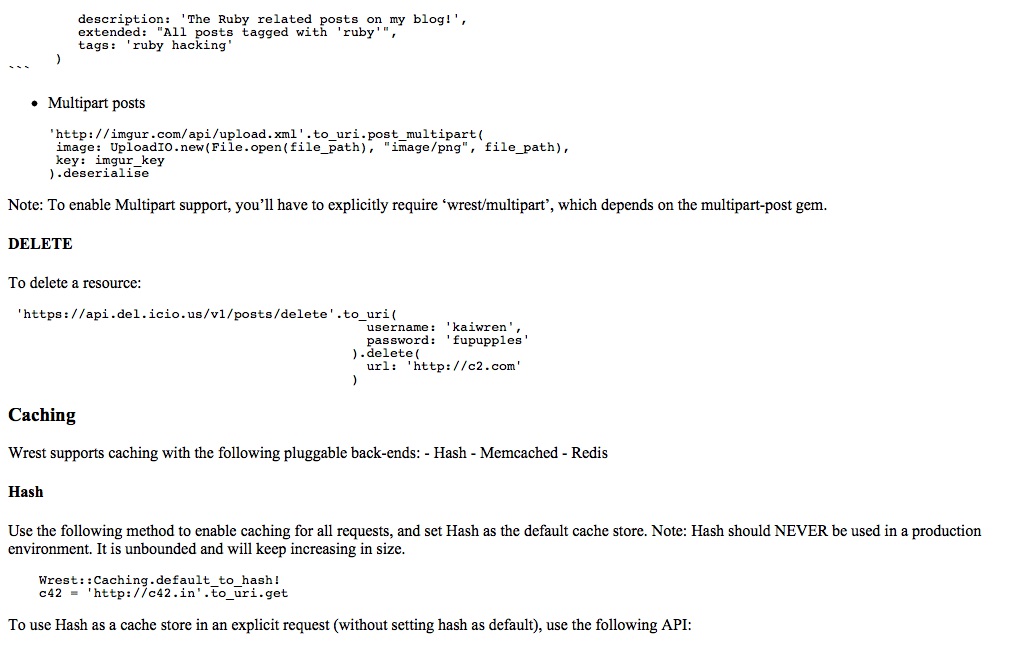 description: 'The Ruby related posts on my blog!',
extended: "All posts tagged with 'ruby'",
tags: 'ruby hacking'
)
```
• Multipart posts
'http://imgur.com/api/upload.xml'.to_uri.post_multipart(
image: UploadIO.new(File.open(file_path), "image/png", file_path),
key: imgur_key
).deserialise
Note: To enable Multipart support, you’ll have to explicitly require ‘wrest/multipart’, which depends on the multipart-post gem.
DELETE
To delete a resource:
'https://api.del.icio.us/v1/posts/delete'.to_uri(
username: 'kaiwren',
password: 'fupupples'
).delete(
url: 'http://c2.com'
)
Caching
Wrest supports caching with the following pluggable back-ends: - Hash - Memcached - Redis
Hash
Use the following method to enable caching for all requests, and set Hash as the default cache store. Note: Hash should NEVER be used in a production
environment. It is unbounded and will keep increasing in size.
Wrest::Caching.default_to_hash!
c42 = 'http://c42.in'.to_uri.get
To use Hash as a cache store in an explicit request (without setting hash as default), use the following API: